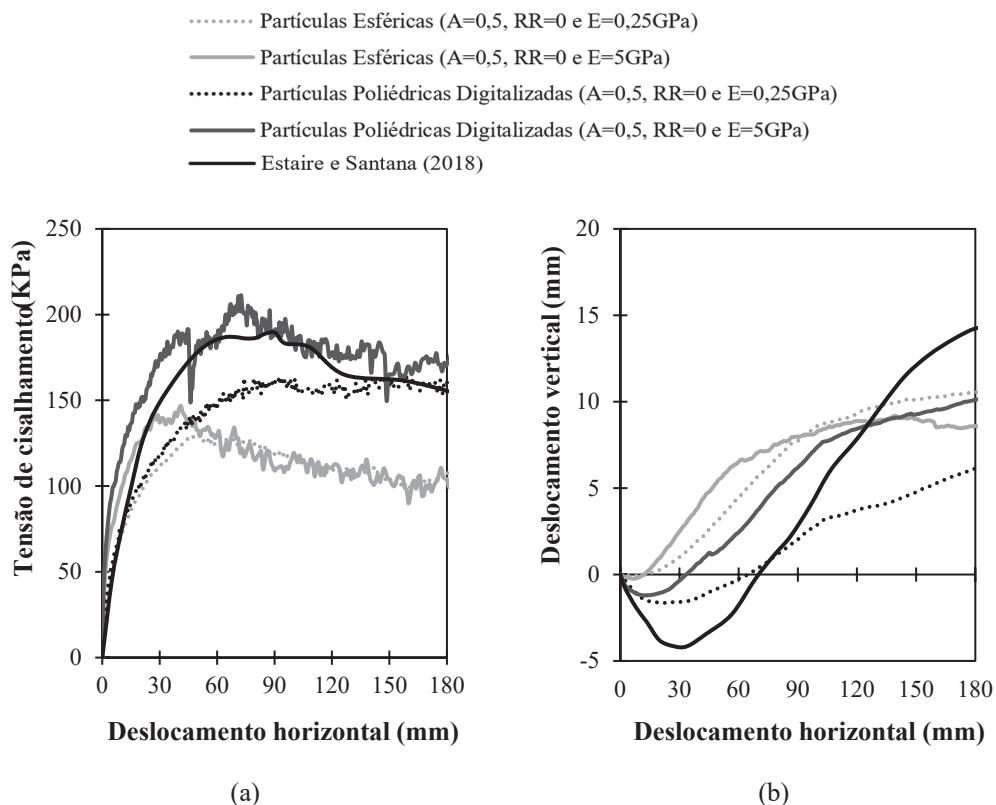 Partículas Esféricas (A=0,5, RR=0 e E=0,25GPa)
Partículas Esféricas (A=0,5, RR=0 e E=5GPa)
Partículas Poliédricas Digitalizadas (A=0,5, RR=0 e E=0,25GPa)
Partículas Poliédricas Digitalizadas (A=0,5, RR=0 e E=5GPa)
Estaire e Santana (2018)
Tensão de cisalhamento(KPa)
250
200
150
100
50
0
0 30 60 90 120 150 180
Deslocamento horizontal (mm)
(a)
Deslocamento vertical (mm)
20
15
10
5
0
-5
0 30 60 90 120 150 180
Deslocamento horizontal (mm)
(b)